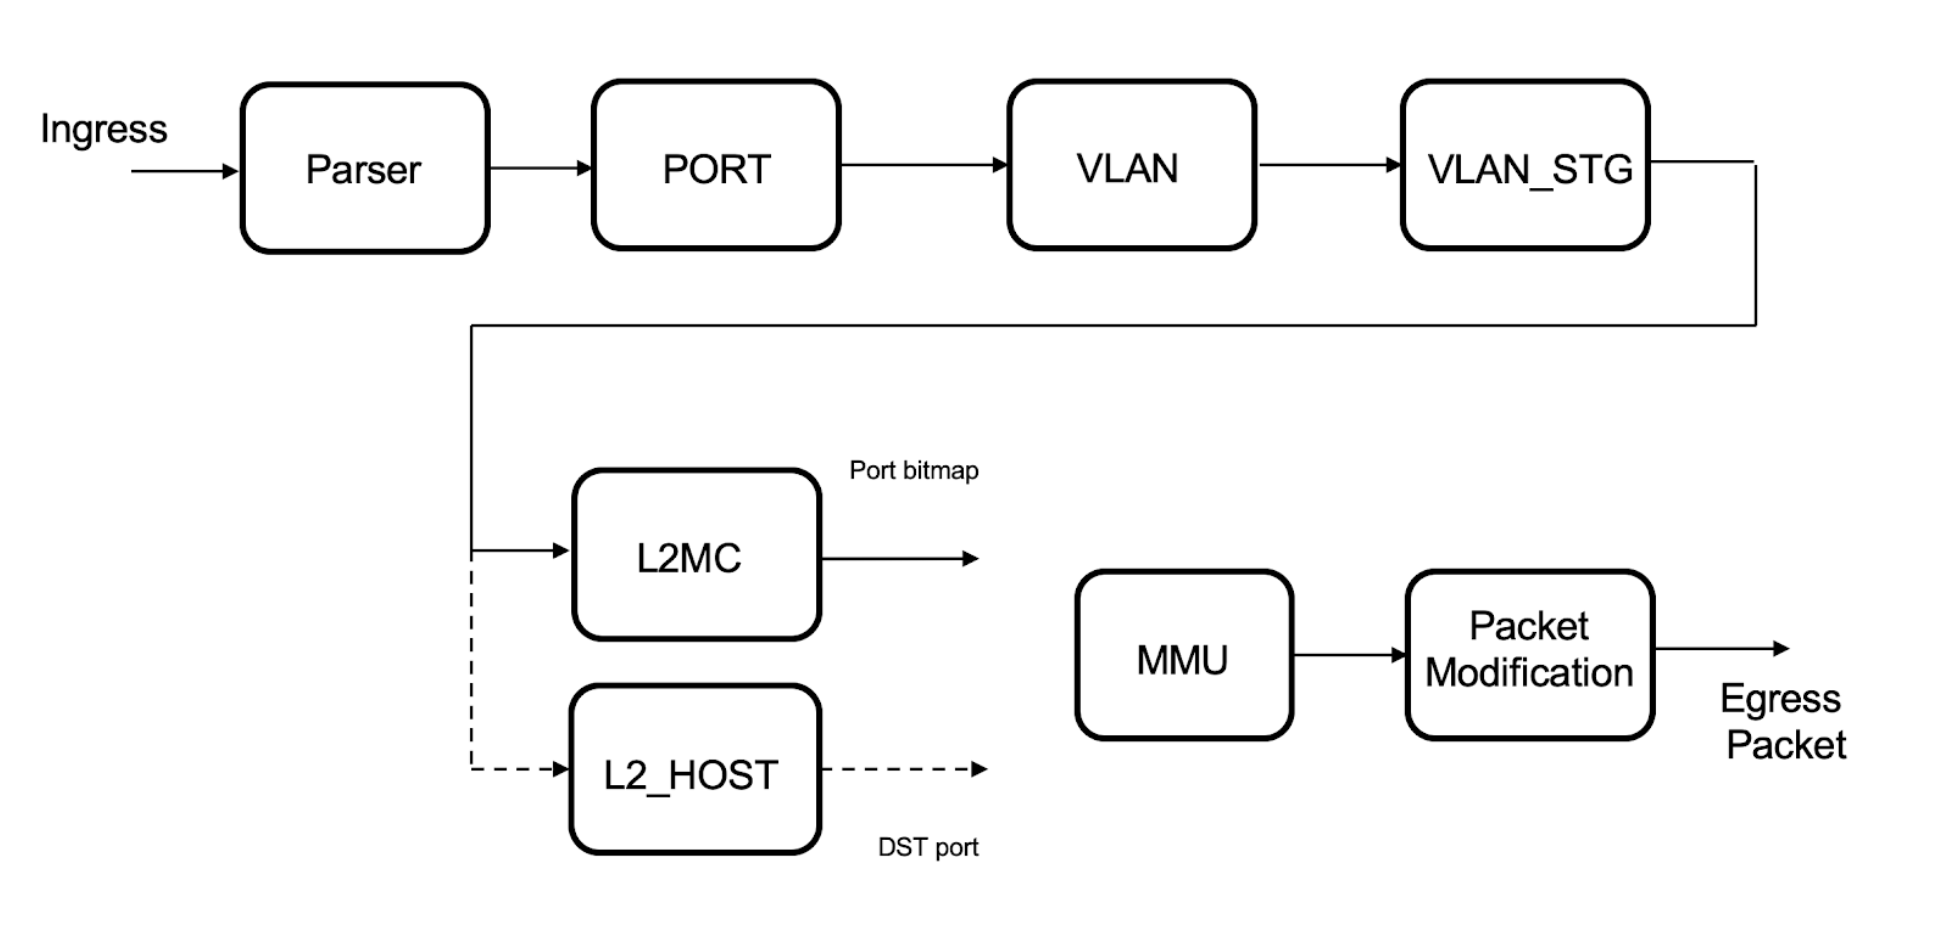 Ingress
Parser
PORT
VLAN
VLAN_STG
Port bitmap
L2MC
MMU
Packet
Modification
Egress
Packet
L2_HOST
DST port